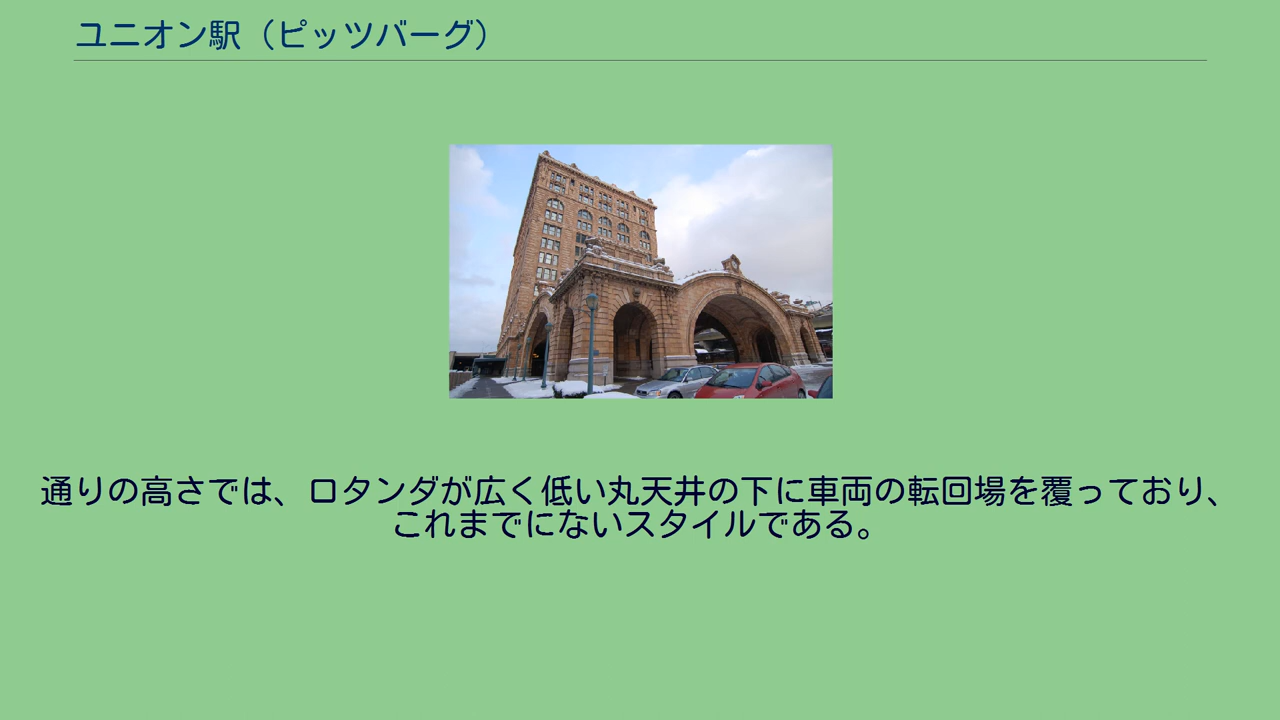 ユニオン駅（ピッツバーグ）
通りの高さでは、ロタンダが広く低い丸天井の下に車両の転回場を覆っており、
これまでにないスタイルである。